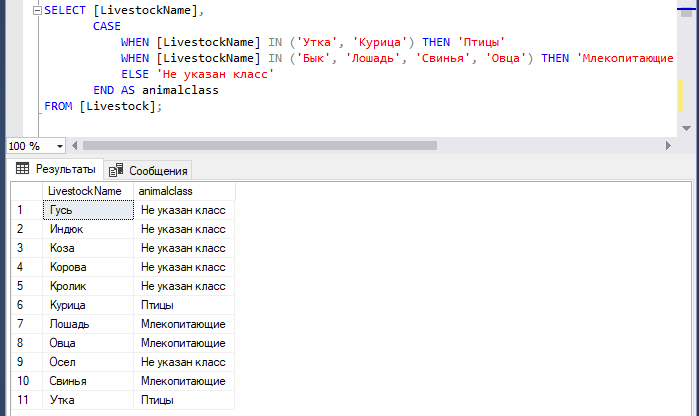 SELECT [LivestockName],
CASE
WHEN [LivestockName] IN ('Утка', 'Курица') THEN 'Птицы'
WHEN [LivestockName] IN ('Бык', 'Лошадь', 'Свинья', 'Овца') THEN 'Млекопитающие
ELSE 'Не указан класс'
END AS animalclass
FROM [Livestock];
100 %
Результаты Сообщения
LivestockName animalclass
1 Гусь Не указан класс
2 Индюк Не указан класс
3 Коза Не указан класс
4 Корова Не указан класс
5 Кролик Не указан класс
6 Курица Птицы
7 Лошадь Млекопитающие
8 Овца Млекопитающие
9 Осел Не указан класс
10 Свинья Млекопитающие
11 Утка Птицы